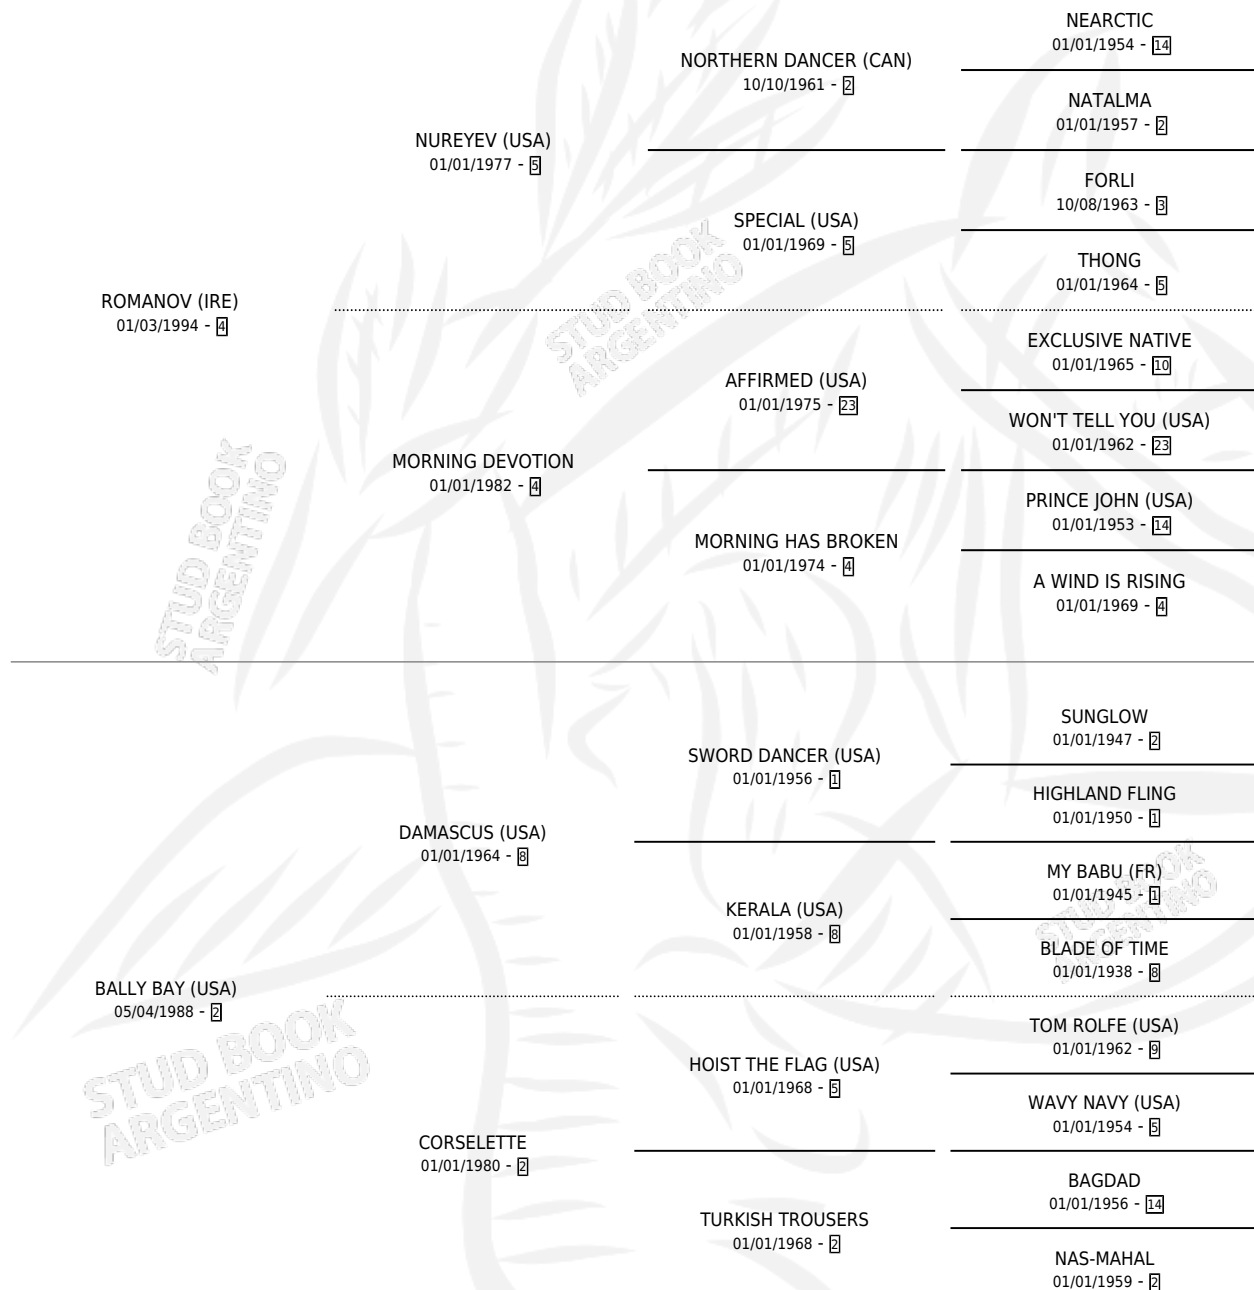 NEARCTIC
01/01/1954 - 14
NORTHERN DANCER (CAN)
10/10/1961 - 2
NATALMA
01/01/1957 - 2
NUREYEV (USA)
01/01/1977 - 5
FORLI
10/08/1963 - 3
SPECIAL (USA)
01/01/1969 - 5
THONG
01/01/1964 - 5
ROMANOV (IRE)
01/03/1994 - 4
EXCLUSIVE NATIVE
01/01/1965 - 10
AFFIRMED (USA)
01/01/1975 - 23
WON'T TELL YOU (USA)
01/01/1962 - 23
MORNING DEVOTION
01/01/1982 - 4
PRINCE JOHN (USA)
01/01/1953 - 14
MORNING HAS BROKEN
01/01/1974 - 4
A WIND IS RISING
01/01/1969 - 4
SUNGLOW
01/01/1947 - 2
SWORD DANCER (USA)
01/01/1956 - 1
HIGHLAND FLING
01/01/1950 - 1
DAMASCUS (USA)
01/01/1964 - 8
MY BABU (FR)
01/01/1945 - 1
KERALA (USA)
01/01/1958 - 8
BLADE OF TIME
01/01/1938 - 8
BALLY BAY (USA)
05/04/1988 - 2
TOM ROLFE (USA)
01/01/1962 - 9
HOIST THE FLAG (USA)
01/01/1968 - 5
WAVY NAVY (USA)
01/01/1954 - 5
CORSELETTE
01/01/1980 - 2
BAGDAD
01/01/1956 - 14
TURKISH TROUSERS
01/01/1968 - 2
NAS-MAHAL
01/01/1959 - 2
STUD BOOK
ARGENTINO
STUD BOOK
ARGENTINO
STUD BOOK
ARGENTINO
STUD BOOK
ARGENTINO